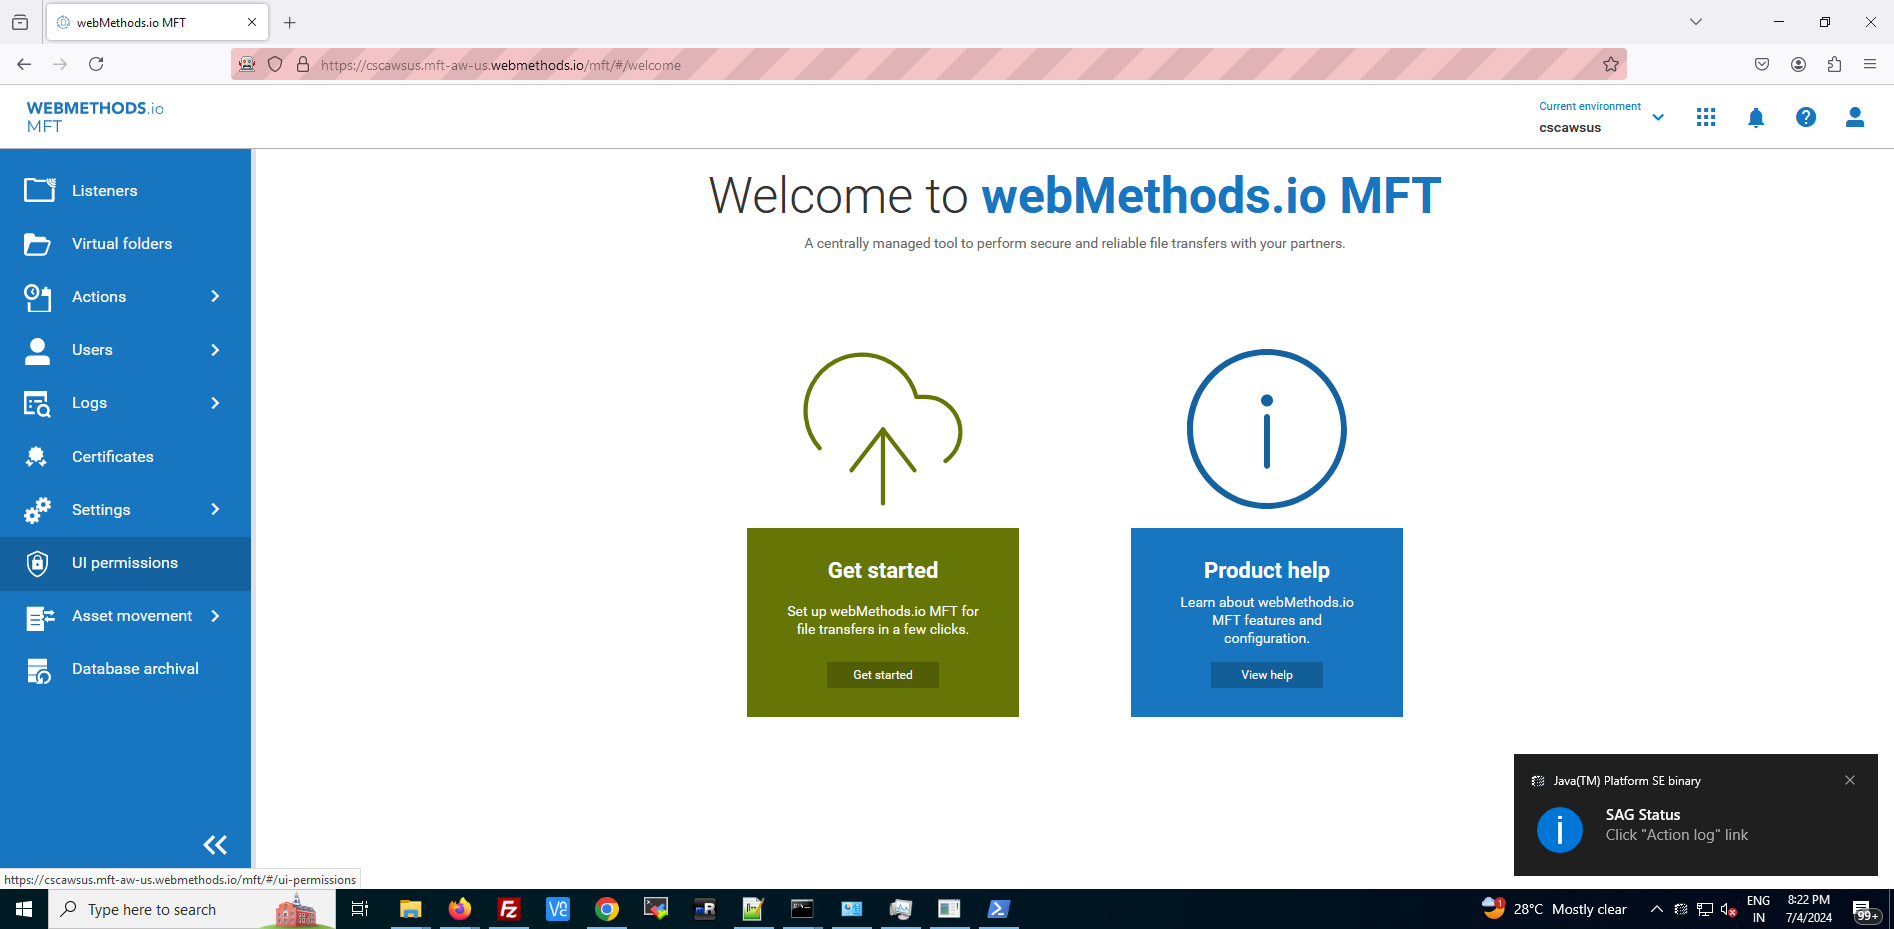 webMethods.io MFT
https://cscawsus.mft-aw-us.webmethods.io/mft/#/welcome
WEBMETHODS.io
MFT
Current environment
cscawsus
Listeners
Virtual folders
Actions
Users
Logs
Certificates
Settings
UI permissions
Asset movement
Database archival
Welcome to webMethods.io MFT
A centrally managed tool to perform secure and reliable file transfers with your partners.
Get started
Set up webMethods.io MFT for
file transfers in a few clicks.
Get started
Product help
Learn about webMethods.io
MFT features and
configuration.
View help
Java(TM) Platform SE binary
SAG Status
Click "Action log" link
https://cscawsus.mft-aw-us.webmethods.io/mft/#/ui-permissions
Type here to search
1
28°C Mostly clear
ENG
IN
8:22 PM
7/4/2024
99+